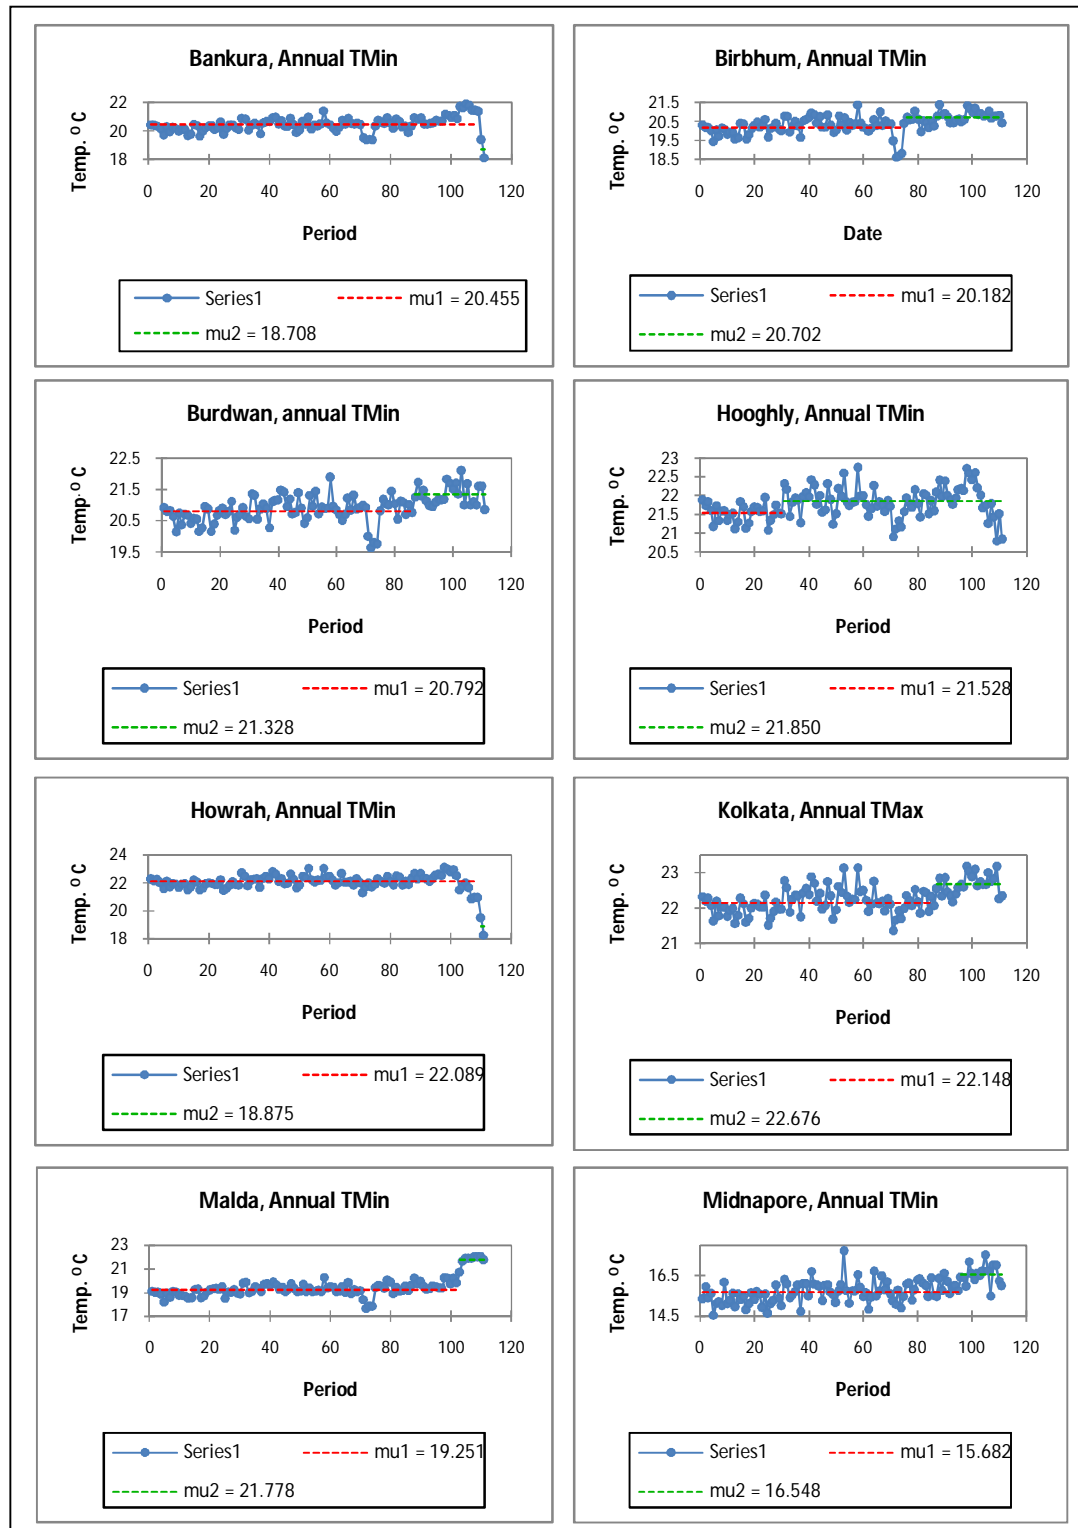 Bankura, Annual TMin
Temp. ⁰ C
22
20
18
0 20 40 60 80 100 120
Period
Series1 mu1 = 20.455
mu2 = 18.708
Birbhum, Annual TMin
Temp. ⁰ C
21.5
20.5
19.5
18.5
0 20 40 60 80 100 120
Date
Series1 mu1 = 20.182
mu2 = 20.702
Burdwan, annual TMin
Temp.⁰ C
22.5
21.5
20.5
19.5
0 20 40 60 80 100 120
Period
Series1 mu1 = 20.792
mu2 = 21.328
Hooghly, Annual TMin
Temp. ⁰ C
23
22.5
22
21.5
21
20.5
0 20 40 60 80 100 120
Period
Series1 mu1 = 21.528
mu2 = 21.850
Howrah, Annual TMin
Temp. ⁰ C
24
22
20
18
0 20 40 60 80 100 120
Period
Series1 mu1 = 22.089
mu2 = 18.875
Kolkata, Annual TMax
Temp. ⁰ C
23
22
21
0 20 40 60 80 100 120
Period
Series1 mu1 = 22.148
mu2 = 22.676
Malda, Annual TMin
Temp. ⁰ C
23
21
19
17
0 20 40 60 80 100 120
Period
Series1 mu1 = 19.251
mu2 = 21.778
Midnapore, Annual TMin
Temp. ⁰ C
16.5
14.5
0 20 40 60 80 100 120
Period
Series1 mu1 = 15.682
mu2 = 16.548